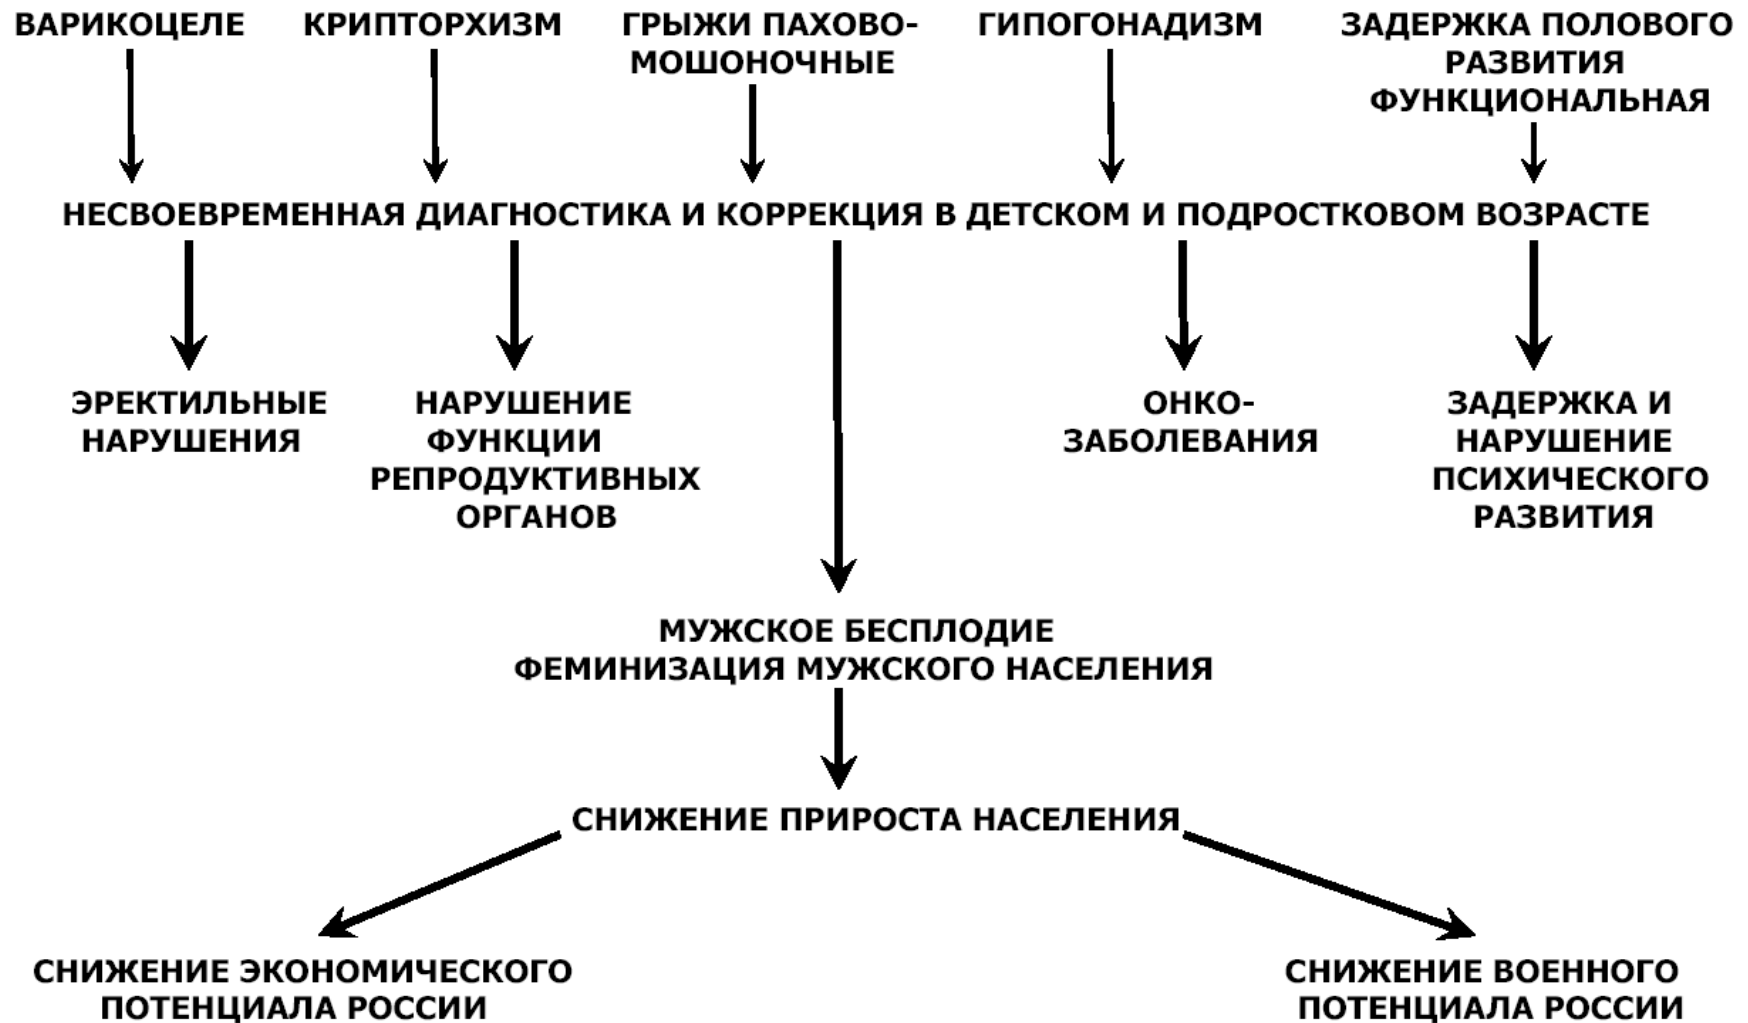 ВАРИКОЦЕЛЕ
КРИПТОРХИЗМ
ГРЫЖИ ПАХОВО-
МОШОНОЧНЫЕ
ГИПОГОНАДИЗМ
ЗАДЕРЖКА ПОЛОВОГО
РАЗВИТИЯ
ФУНКЦИОНАЛЬНАЯ
НЕСВОЕВРЕМЕННАЯ ДИАГНОСТИКА И КОРРЕКЦИЯ В ДЕТСКОМ И ПОДРОСТКОВОМ ВОЗРАСТЕ
ЭРЕКТИЛЬНЫЕ
НАРУШЕНИЯ
НАРУШЕНИЕ
ФУНКЦИИ
РЕПРОДУКТИВНЫХ
ОРГАНОВ
ОНКО-
ЗАБОЛЕВАНИЯ
ЗАДЕРЖКА И
НАРУШЕНИЕ
ПСИХИЧЕСКОГО
РАЗВИТИЯ
МУЖСКОЕ БЕСПЛОДИЕ
ФЕМИНИЗАЦИЯ МУЖСКОГО НАСЕЛЕНИЯ
СНИЖЕНИЕ ПРИРОСТА НАСЕЛЕНИЯ
СНИЖЕНИЕ ЭКОНОМИЧЕСКОГО
ПОТЕНЦИАЛА РОССИИ
СНИЖЕНИЕ ВОЕННОГО
ПОТЕНЦИАЛА РОССИИ